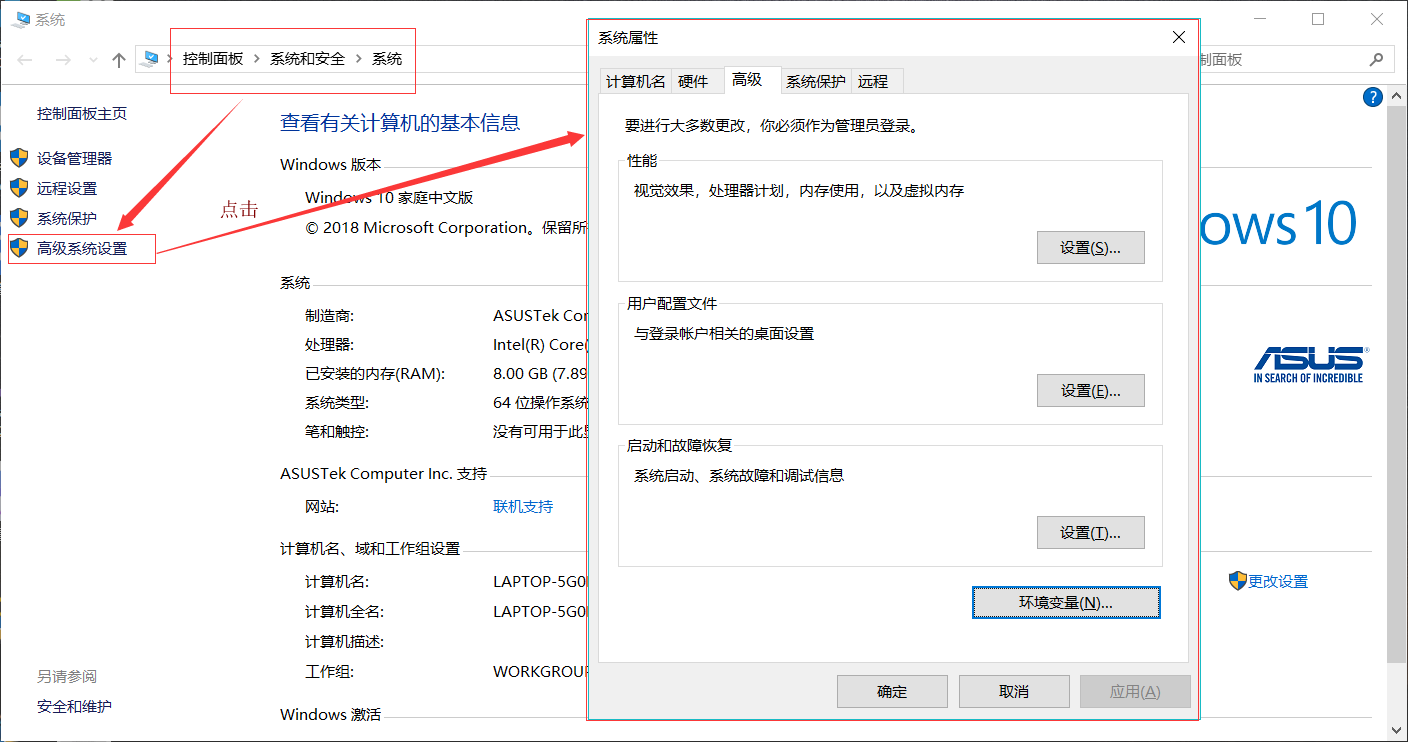 系统
控制面板 > 系统和安全 > 系统
制面板
控制面板主页
设备管理器
远程设置
系统保护
高级系统设置
点击
另请参阅
安全和维护
查看有关计算机的基本信息
Windows 版本
Windows 10 家庭中文版
© 2018 Microsoft Corporation。保留所
ows 10
系统
制造商:
ASUSTek Cor
处理器:
Intel(R) Core(
已安装的内存(RAM):
8.00 GB (7.89
系统类型:
64 位操作系统
笔和触控:
没有可用于此
ASUS
IN SEARCH OF INCREDIBLE
ASUSTek Computer Inc. 支持
网站:
联机支持
计算机名、域和工作组设置
计算机名:
LAPTOP-5G0
计算机全名:
LAPTOP-5G0
计算机描述:
工作组:
WORKGROU
更改设置
Windows 激活
系统属性
计算机名 硬件 高级 系统保护 远程
要进行大多数更改，你必须作为管理员登录。
性能
视觉效果，处理器计划，内存使用，以及虚拟内存
设置(S)...
用户配置文件
与登录帐户相关的桌面设置
设置(E)...
启动和故障恢复
系统启动、系统故障和调试信息
设置(T)...
环境变量(N)...
确定 取消 应用(A)